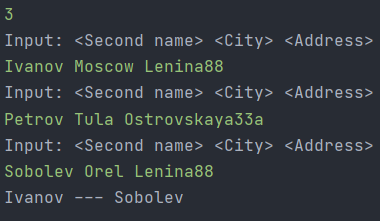 3
Input: <Second name> <City> <Address>
Ivanov Moscow Lenina88
Input: <Second name> <City> <Address>
Petrov Tula Ostrovskaya33a
Input: <Second name> <City> <Address>
Sobolev Orel Lenina88
Ivanov --- Sobolev